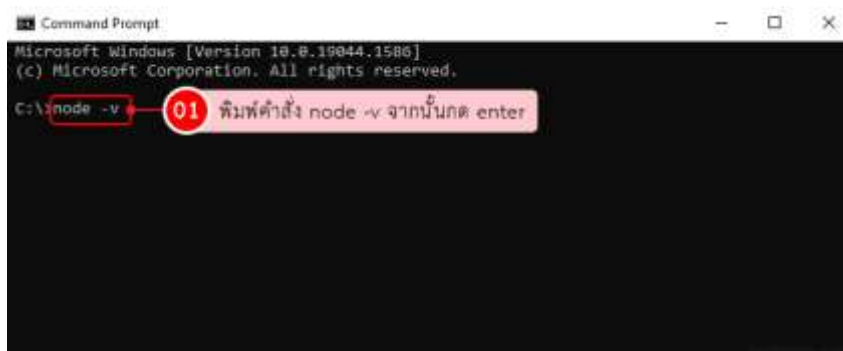 Command Prompt
Microsoft Windows [Version 10.0.19044.1586]
(c) Microsoft Corporation. All rights reserved.
C:\>node -v
01 พิมพ์คำสั่ง node -v จากนั้นกด enter